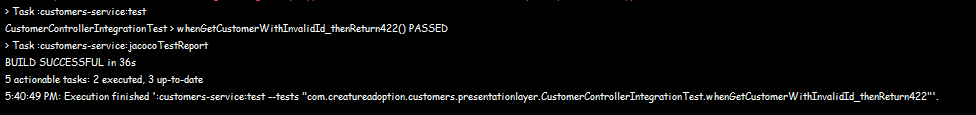 > Task :customers-service:test
CustomerControllerIntegrationTest > whenGetCustomerWithInvalidId_thenReturn422() PASSED
> Task :customers-service:jacocoTestReport
BUILD SUCCESSFUL in 36s
5 actionable tasks: 2 executed, 3 up-to-date
5:40:49 PM: Execution finished ':customers-service:test --tests "com.creatureadoption.customers.presentationlayer.CustomerControllerIntegrationTest.whenGetCustomerWithInvalidId_thenReturn422"'.